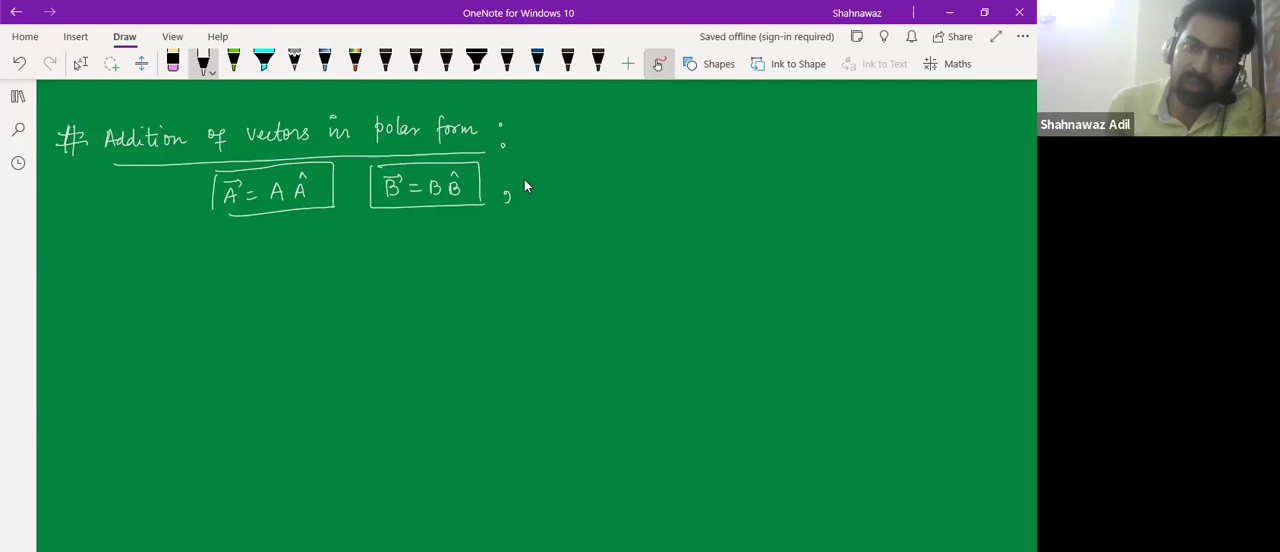 OneNote for Windows 10
Shahnawaz
Home Insert Draw View Help
Saved offline (sign-in required) Share
Shapes Ink to Shape Ink to Text Maths
# Addition of vectors in polar form :
A⃗ = A Â B⃗ = B B̂ ,
Shahnawaz Adil